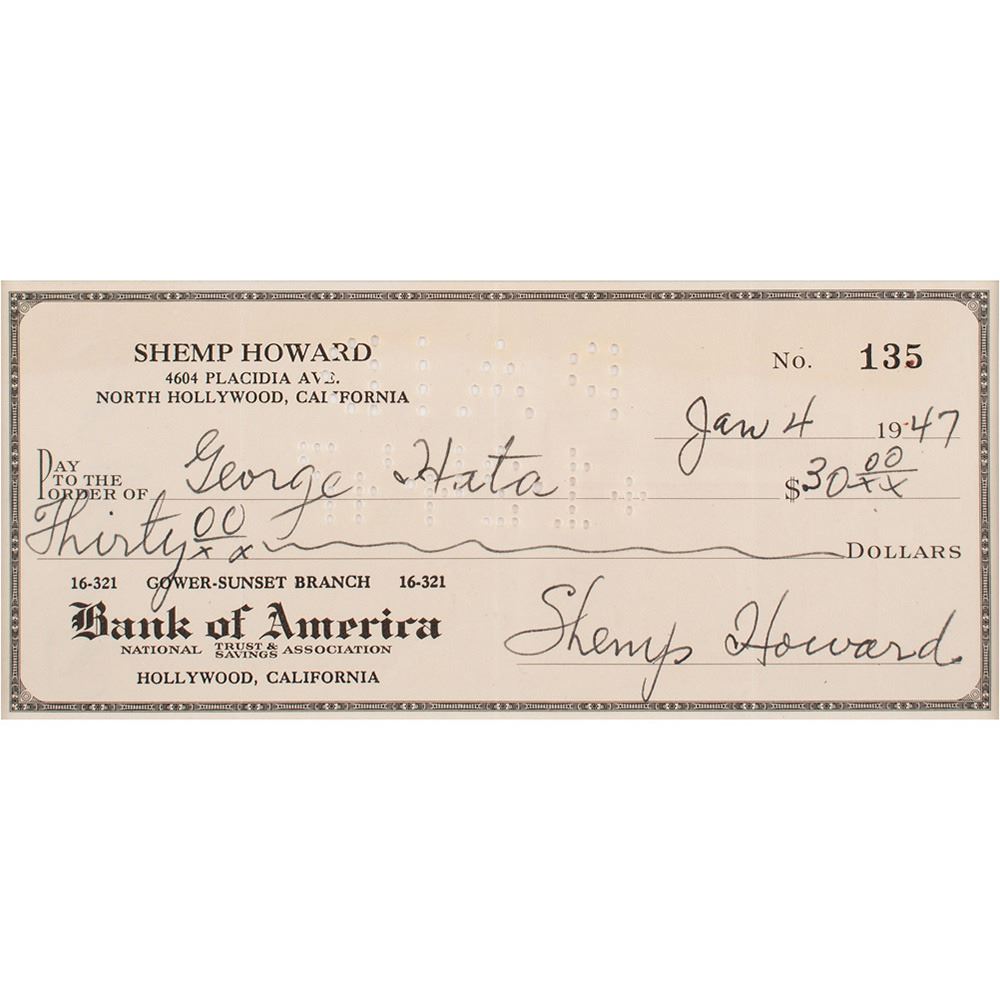 SHEMP HOWARD
4604 PLACIDIA AVE.
NORTH HOLLYWOOD, CALIFORNIA
No. 135
Jan 4 1947
PAY TO THE ORDER OF George Hata $30 00/xx
Thirty 00/xx DOLLARS
16-321 GOWER-SUNSET BRANCH 16-321
Bank of America
NATIONAL TRUST & SAVINGS ASSOCIATION
HOLLYWOOD, CALIFORNIA
Shemp Howard